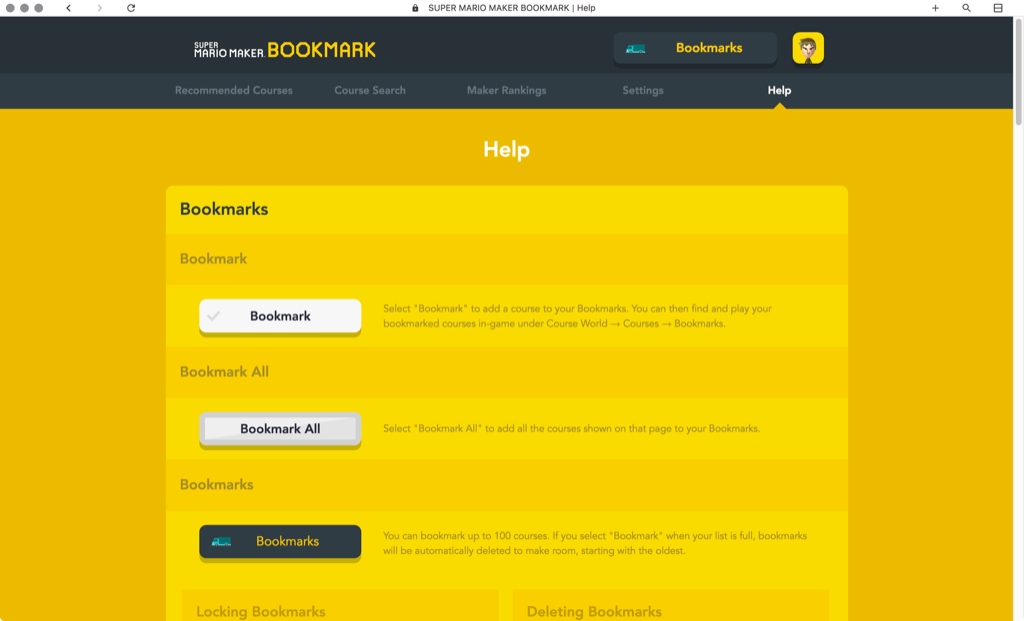 SUPER MARIO MAKER BOOKMARK | Help
SUPER
MARIO MAKER BOOKMARK
Bookmarks
Recommended Courses
Course Search
Maker Rankings
Settings
Help
Help
Bookmarks
Bookmark
Bookmark
Select "Bookmark" to add a course to your Bookmarks. You can then find and play your
bookmarked courses in-game under Course World → Courses → Bookmarks.
Bookmark All
Bookmark All
Select "Bookmark All" to add all the courses shown on that page to your Bookmarks.
Bookmarks
Bookmarks
You can bookmark up to 100 courses. If you select "Bookmark" when your list is full, bookmarks
will be automatically deleted to make room, starting with the oldest.
Locking Bookmarks
Deleting Bookmarks